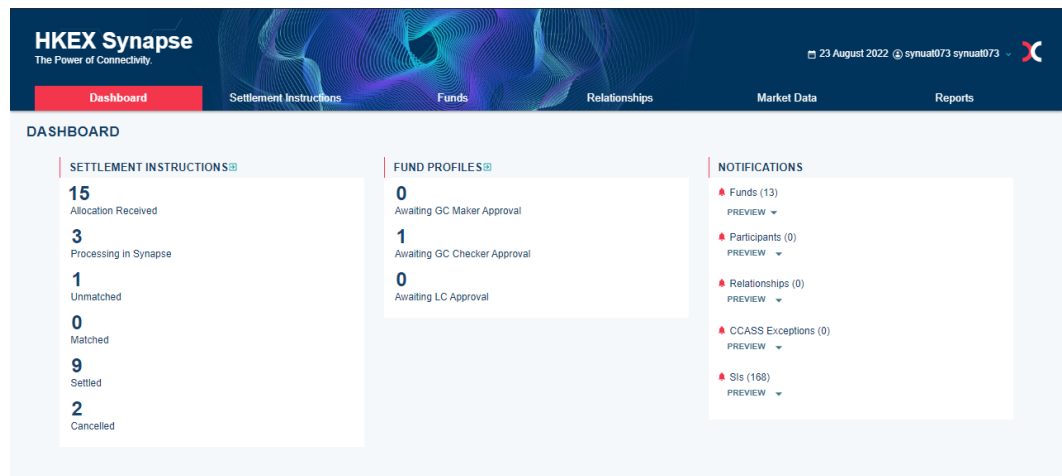 HKEX Synapse
The Power of Connectivity.
23 August 2022 synuat073 synuat073
Dashboard
Settlement Instructions
Funds
Relationships
Market Data
Reports
DASHBOARD
SETTLEMENT INSTRUCTIONS
15
Allocation Received
3
Processing in Synapse
1
Unmatched
0
Matched
9
Settled
2
Cancelled
FUND PROFILES
0
Awaiting GC Maker Approval
1
Awaiting GC Checker Approval
0
Awaiting LC Approval
NOTIFICATIONS
Funds (13)
PREVIEW
Participants (0)
PREVIEW
Relationships (0)
PREVIEW
CCASS Exceptions (0)
PREVIEW
SIs (168)
PREVIEW